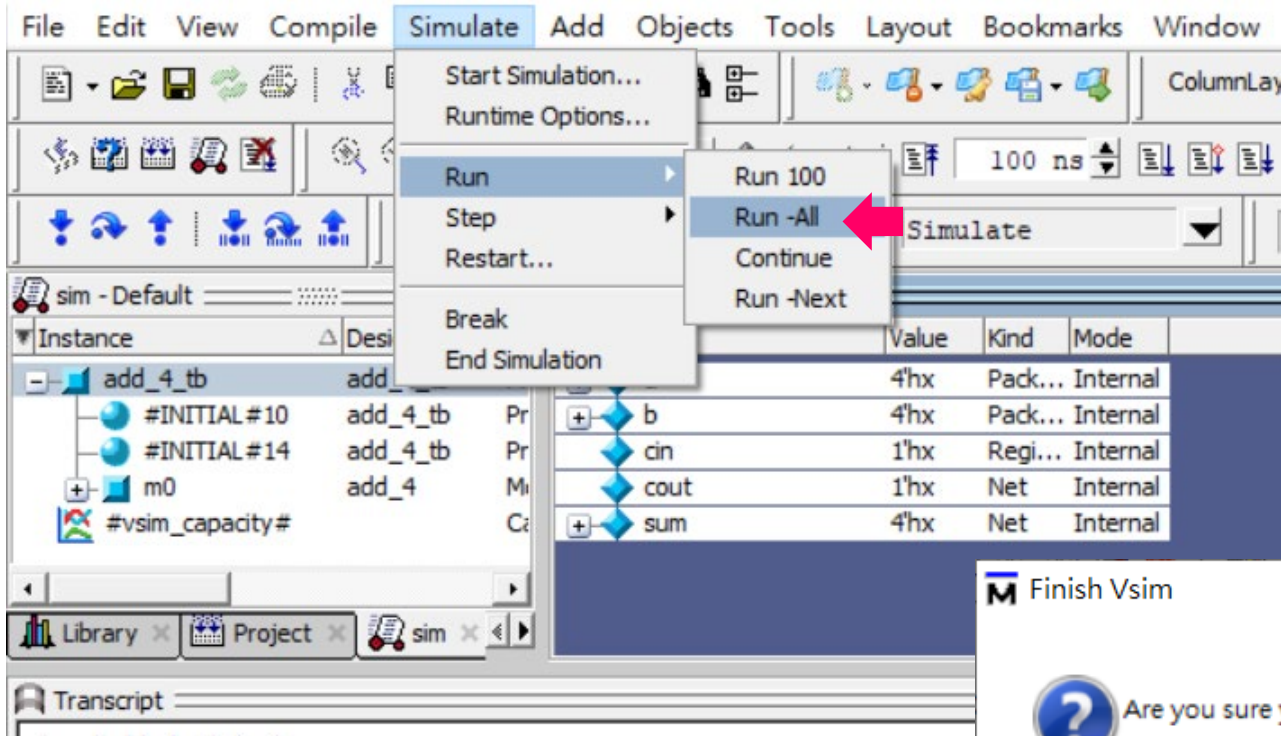 File Edit View Compile Simulate Add Objects Tools Layout Bookmarks Window
Start Simulation...
Runtime Options...
ColumnLay
Run
Step
Restart...
Break
End Simulation
Run 100
Run -All
Continue
Run -Next
100 ns
Simulate
sim - Default
Instance Desi
Value Kind Mode
add_4_tb
4'hx Pack... Internal
#INITIAL#10 add_4_tb Pr
b 4'hx Pack... Internal
#INITIAL#14 add_4_tb Pr
cin 1'hx Regi... Internal
m0 add_4
cout 1'hx Net Internal
#vsim_capacity#
sum 4'hx Net Internal
Library Project sim
Finish Vsim
Transcript
Are you sure